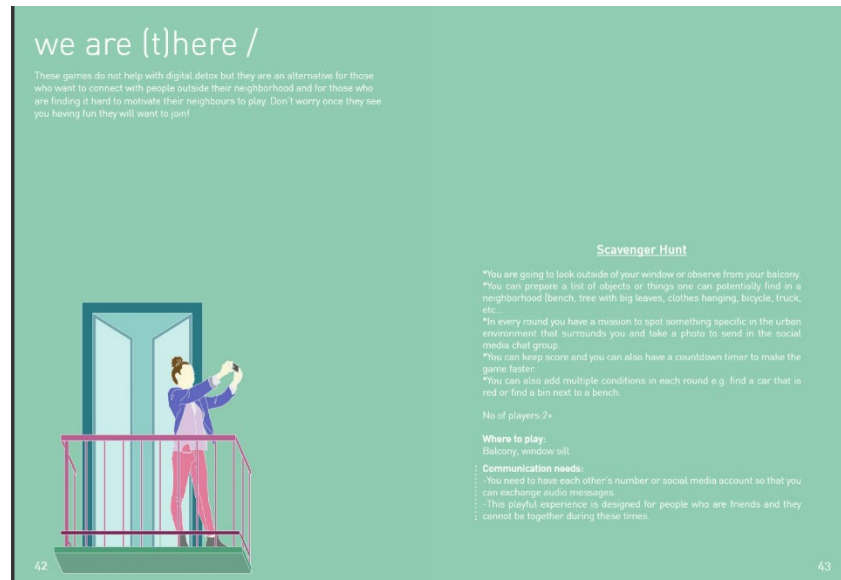 we are (t)here /
These games do not help with digital detox but they are an alternative for those
who want to connect with people outside their neighborhood and for those who
are finding it hard to motivate their neighbours to play. Don't worry once they see
you having fun they will want to join!
Scavenger Hunt
*You are going to look outside of your window or observe from your balcony.
*You can prepare a list of objects or things one can potentially find in a
neighborhood (bench, tree with big leaves, clothes hanging, bicycle, truck,
etc...
*In every round you have a mission to spot something specific in the urban
environment that surrounds you and take a photo to send in the social
media chat group.
*You can keep score and you can also have a countdown timer to make the
game faster.
*You can also add multiple conditions in each round e.g. find a car that is
red or find a bin next to a bench.
No of players:2+
Where to play:
Balcony, window sill
Communication needs:
-You need to have each other's number or social media account so that you
can exchange audio messages.
-This playful experience is designed for people who are friends and they
cannot be together during these times.
42
43